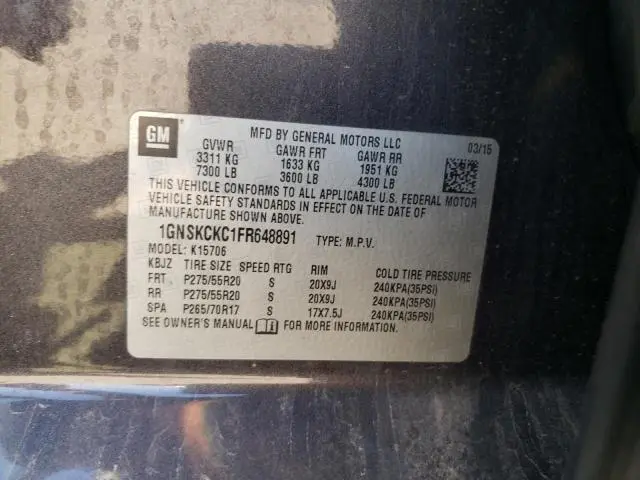 GM
MFD BY GENERAL MOTORS LLC 03/15
GVWR GAWR FRT GAWR RR
3311 KG 1633 KG 1951 KG
7300 LB 3600 LB 4300 LB
THIS VEHICLE CONFORMS TO ALL APPLICABLE U.S. FEDERAL MOTOR
VEHICLE SAFETY STANDARDS IN EFFECT ON THE DATE OF
MANUFACTURE SHOWN ABOVE.
1GNSKCKC1FR648891 TYPE: M.P.V.
MODEL: K15706
KBJZ TIRE SIZE SPEED RTG RIM COLD TIRE PRESSURE
FRT P275/55R20 S 20X9J 240KPA(35PSI)
RR P275/55R20 S 20X9J 240KPA(35PSI)
SPA P265/70R17 S 17X7.5J 240KPA(35PSI)
SEE OWNER'S MANUAL FOR MORE INFORMATION.